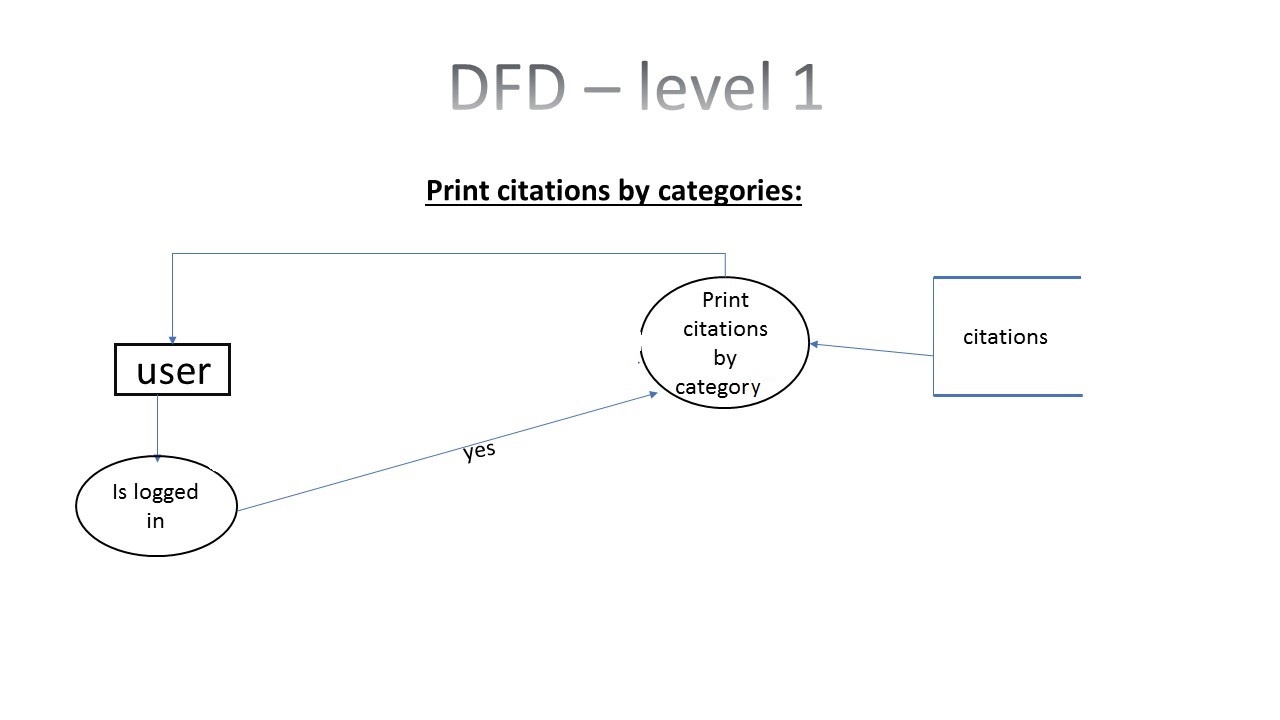 DFD – level 1
Print citations by categories:
Print
citations
by
category
citations
user
yes
Is logged
in